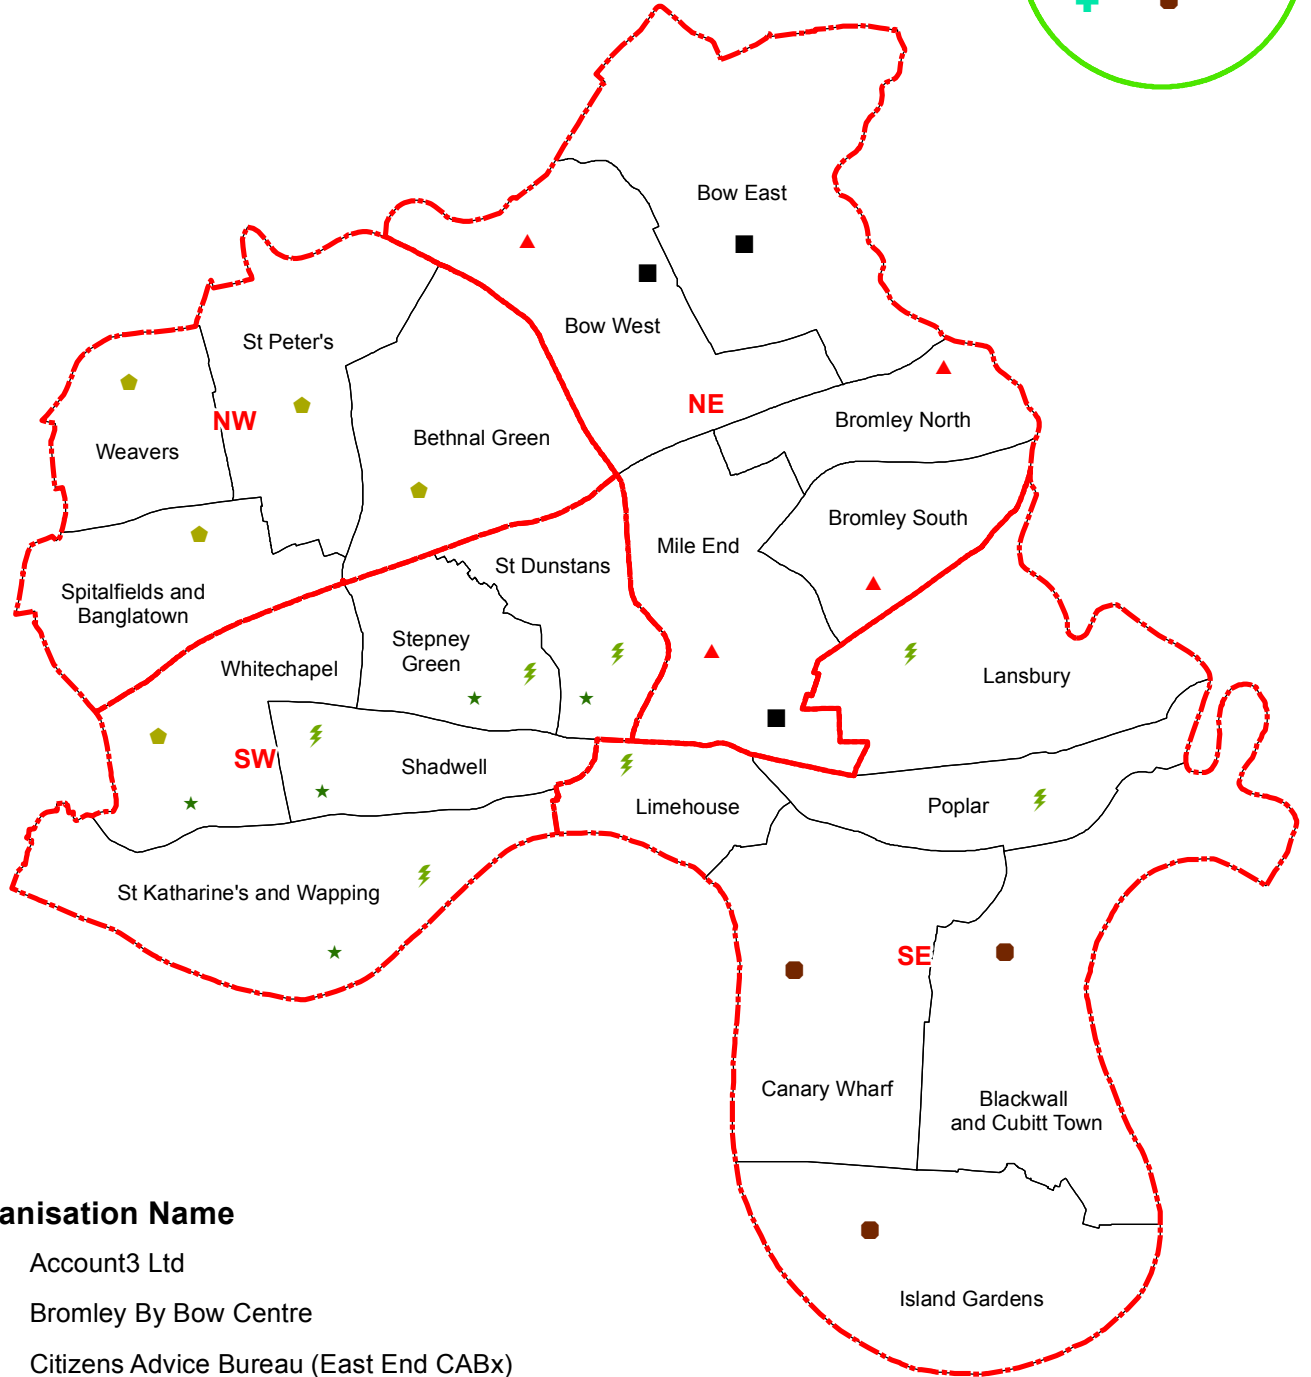 Bow East
Bow West
St Peter's
NW
NE
Weavers
Bethnal Green
Bromley North
Bromley South
Mile End
St Dunstans
Spitalfields and
Banglatown
Stepney
Green
Whitechapel
Lansbury
SW
Shadwell
Limehouse
Poplar
St Katharine's and Wapping
SE
Canary Wharf
Blackwall
and Cubitt Town
Island Gardens
anisation Name
Account3 Ltd
Bromley By Bow Centre
Citizens Advice Bureau (East End CABx)